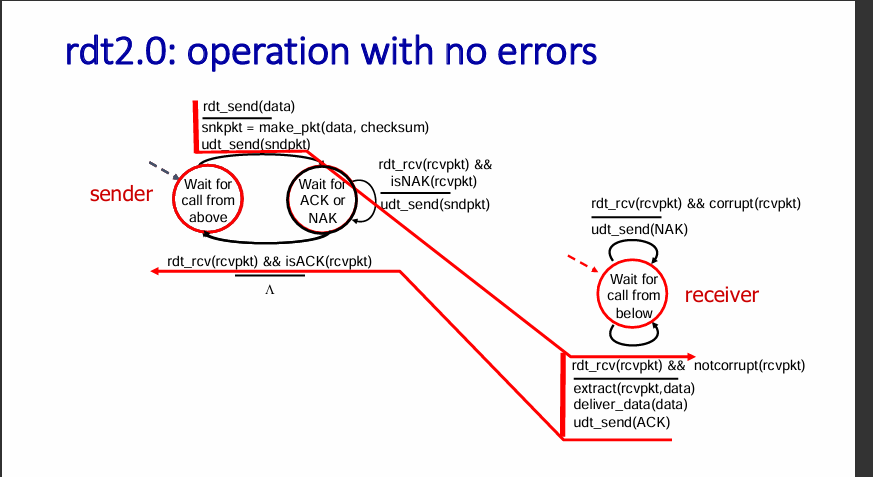 rdt2.0: operation with no errors
rdt_send(data)
snkpkt = make_pkt(data, checksum)
udt_send(sndpkt)
sender
Wait for
call from
above
Wait for
ACK or
NAK
rdt_rcv(rcvpkt) &&
isNAK(rcvpkt)
udt_send(sndpkt)
rdt_rcv(rcvpkt) && isACK(rcvpkt)
Λ
rdt_rcv(rcvpkt) && corrupt(rcvpkt)
udt_send(NAK)
Wait for
call from
below
receiver
rdt_rcv(rcvpkt) && notcorrupt(rcvpkt)
extract(rcvpkt,data)
deliver_data(data)
udt_send(ACK)